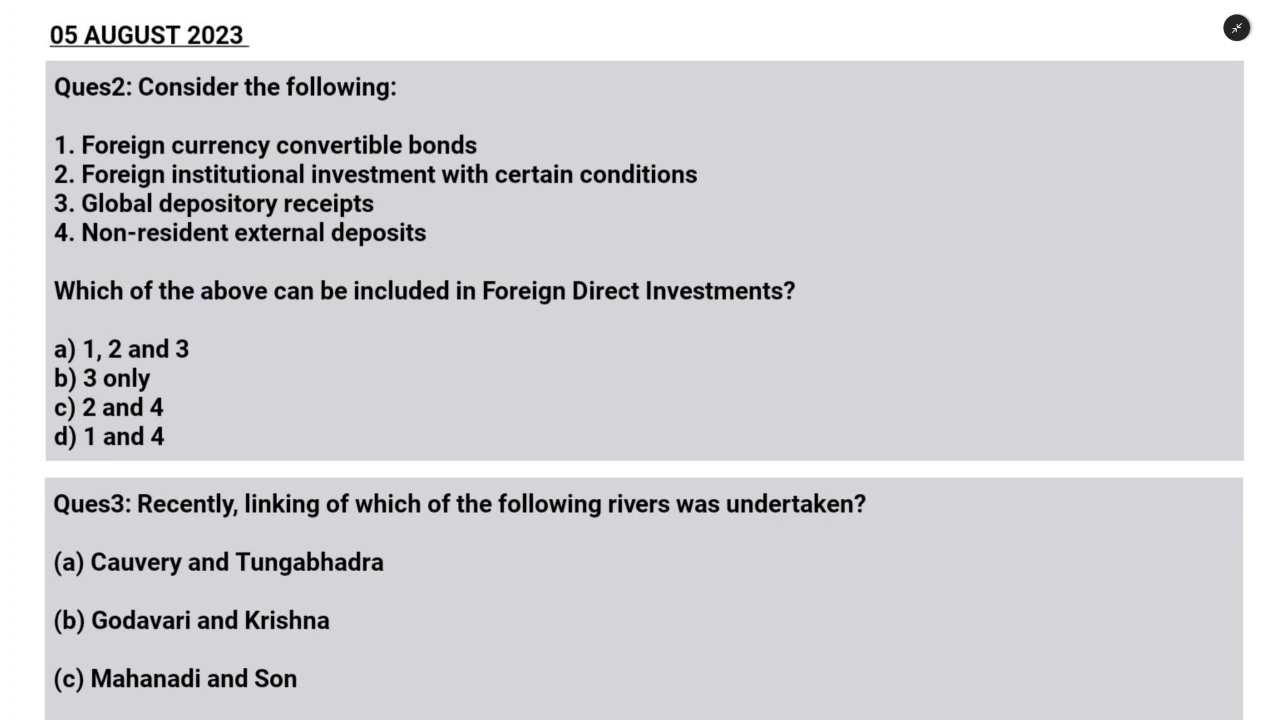 05 AUGUST 2023
Ques2: Consider the following:
1. Foreign currency convertible bonds
2. Foreign institutional investment with certain conditions
3. Global depository receipts
4. Non-resident external deposits
Which of the above can be included in Foreign Direct Investments?
a) 1, 2 and 3
b) 3 only
c) 2 and 4
d) 1 and 4
Ques3: Recently, linking of which of the following rivers was undertaken?
(a) Cauvery and Tungabhadra
(b) Godavari and Krishna
(c) Mahanadi and Son